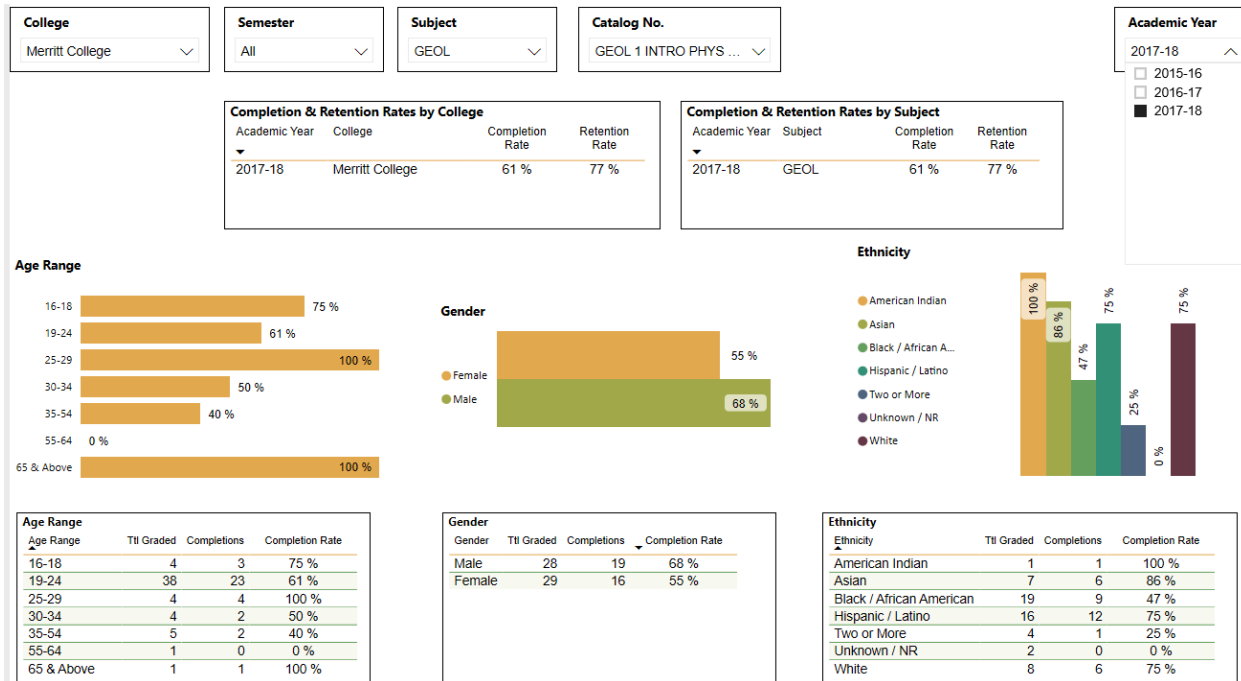 College
Merritt College
Semester
All
Subject
GEOL
Catalog No.
GEOL 1 INTRO PHYS ...
Academic Year
2017-18
2015-16
2016-17
2017-18
Completion & Retention Rates by College
Academic Year College Completion Rate Retention Rate
2017-18 Merritt College 61 % 77 %
Completion & Retention Rates by Subject
Academic Year Subject Completion Rate Retention Rate
2017-18 GEOL 61 % 77 %
Age Range
16-18 75 %
19-24 61 %
25-29 100 %
30-34 50 %
35-54 40 %
55-64 0 %
65 & Above 100 %
Gender
Female
Male
55 %
68 %
Ethnicity
American Indian
Asian
Black / African A...
Hispanic / Latino
Two or More
Unknown / NR
White
100 %
86 %
47 %
75 %
25 %
0 %
75 %
Age Range
Age Range Ttl Graded Completions Completion Rate
16-18 4 3 75 %
19-24 38 23 61 %
25-29 4 4 100 %
30-34 4 2 50 %
35-54 5 2 40 %
55-64 1 0 0 %
65 & Above 1 1 100 %
Gender
Gender Ttl Graded Completions Completion Rate
Male 28 19 68 %
Female 29 16 55 %
Ethnicity
Ethnicity Ttl Graded Completions Completion Rate
American Indian 1 1 100 %
Asian 7 6 86 %
Black / African American 19 9 47 %
Hispanic / Latino 16 12 75 %
Two or More 4 1 25 %
Unknown / NR 2 0 0 %
White 8 6 75 %